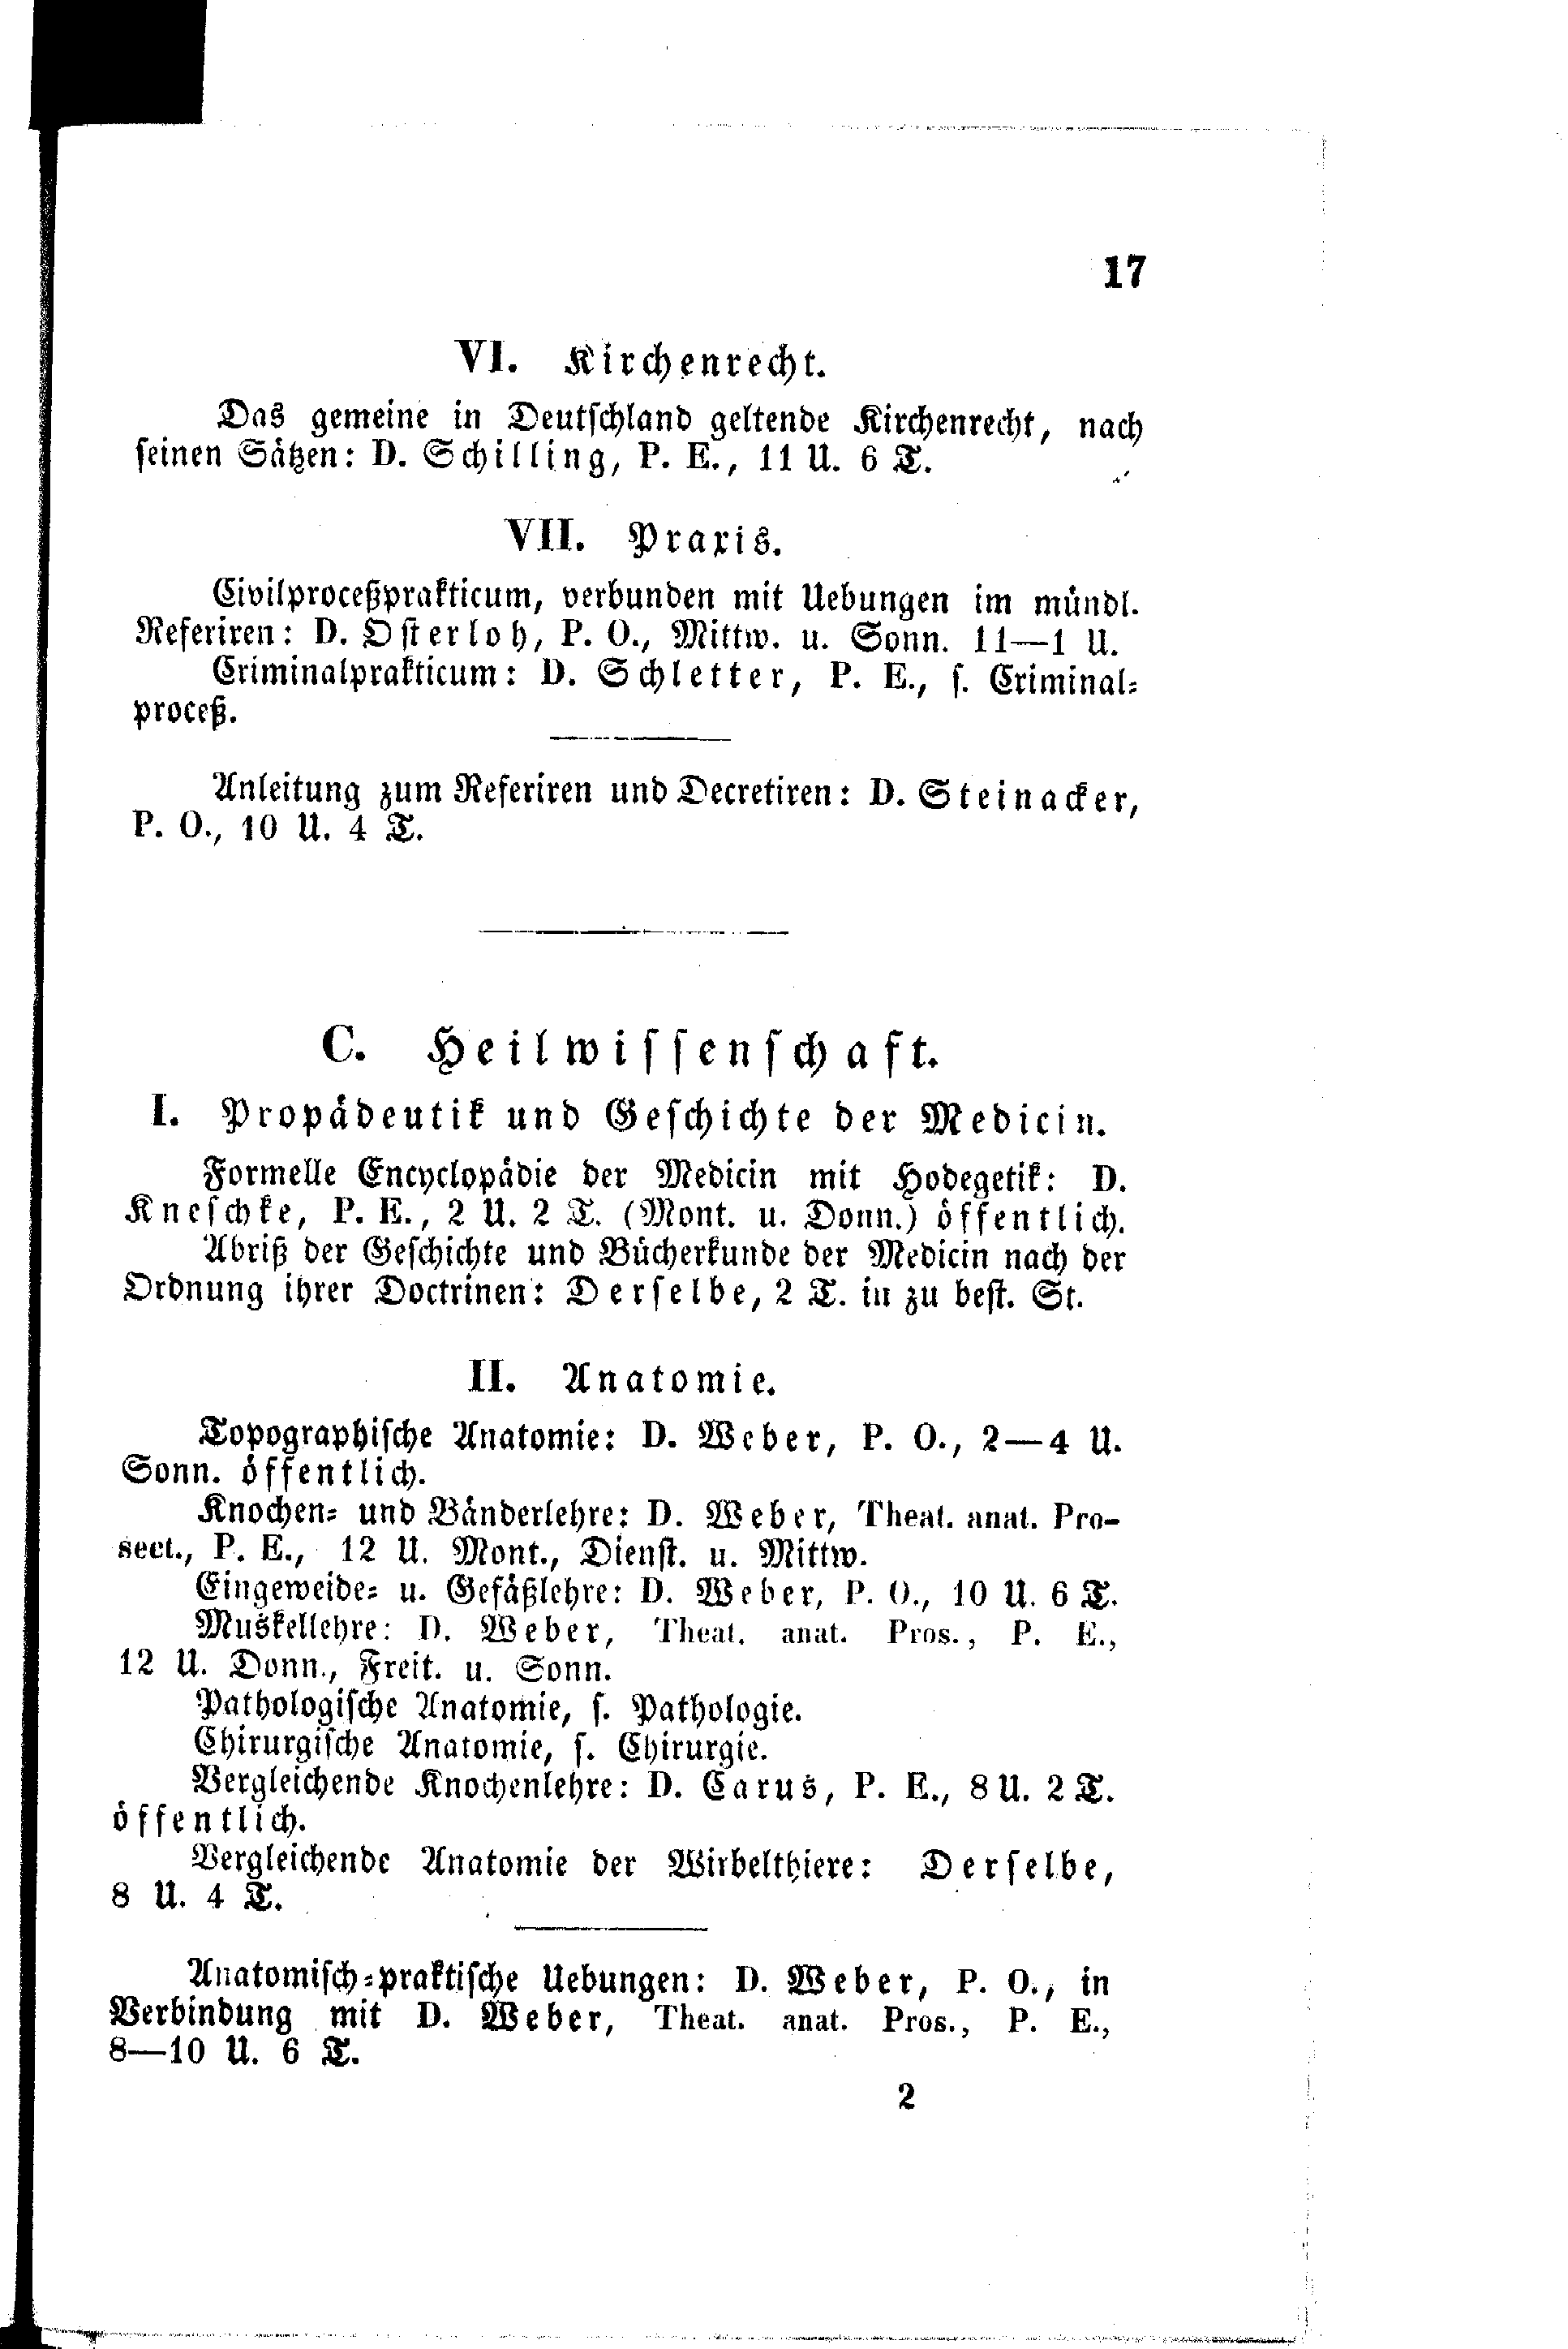 17
VI. Kirchenrecht.
Das gemeine in Deutschland geltende Kirchenrecht, nach
seinen Sätzen: D. Schilling, P. E., 11 U. 6 T.
VII. Praxis.
Civilproceßprakticum, verbunden mit Uebungen im mündl.
Referiren: D. Osterloh, P. O., Mittw. u. Sonn. 11—1 U.
Criminalprakticum: D. Schletter, P. E., s. Criminal-
proceß.
Anleitung zum Referiren und Decretiren: D. Steinacker,
P. O., 10 U. 4 T.
C. Heilwissenschaft.
I. Propädeutik und Geschichte der Medicin.
Formelle Encyclopädie der Medicin mit Hodegetik: D.
Kneschke, P. E., 2 U. 2 T. (Mont. u. Donn.) öffentlich.
Abriß der Geschichte und Bücherkunde der Medicin nach der
Ordnung ihrer Doctrinen: Derselbe, 2 T. in zu best. St.
II. Anatomie.
Topographische Anatomie: D. Weber, P. O., 2—4 U.
Sonn. öffentlich.
Knochen- und Bänderlehre: D. Weber, Theat. anat. Pro-
sect., P. E., 12 U. Mont., Dienst. u. Mittw.
Eingeweide- u. Gefäßlehre: D. Weber, P. O., 10 U. 6 T.
Muskellehre: D. Weber, Theat. anat. Pros., P. E.,
12 U. Donn., Freit. u. Sonn.
Pathologische Anatomie, s. Pathologie.
Chirurgische Anatomie, s. Chirurgie.
Vergleichende Knochenlehre: D. Carus, P. E., 8 U. 2 T.
öffentlich.
Vergleichende Anatomie der Wirbelthiere: Derselbe,
8 U. 4 T.
Anatomisch-praktische Uebungen: D. Weber, P. O., in
Verbindung mit D. Weber, Theat. anat. Pros., P. E.,
8—10 U. 6 T.
2